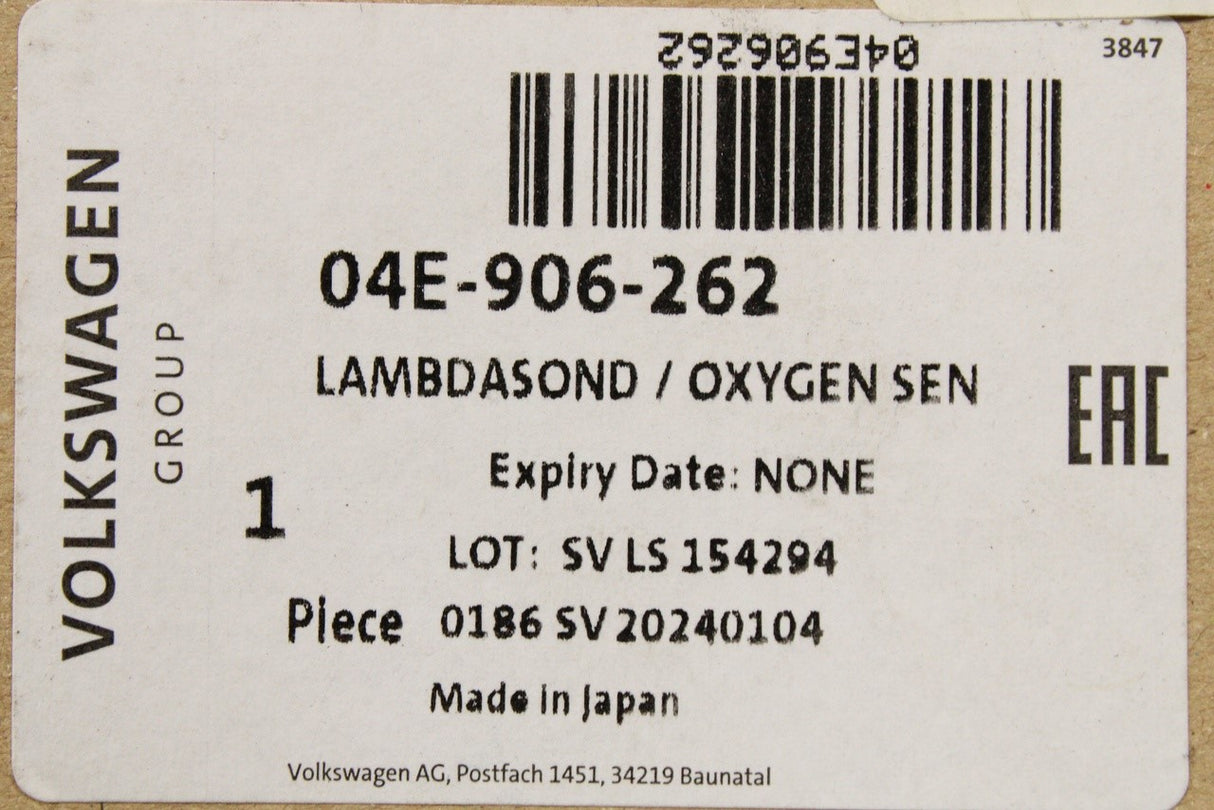 04E906262
3847
VOLKSWAGEN
GROUP
04E-906-262
LAMBDASOND / OXYGEN SEN
EAC
Expiry Date: NONE
1
LOT: SV LS 154294
Piece 0186 SV 20240104
Made in Japan
Volkswagen AG, Postfach 1451, 34219 Baunatal